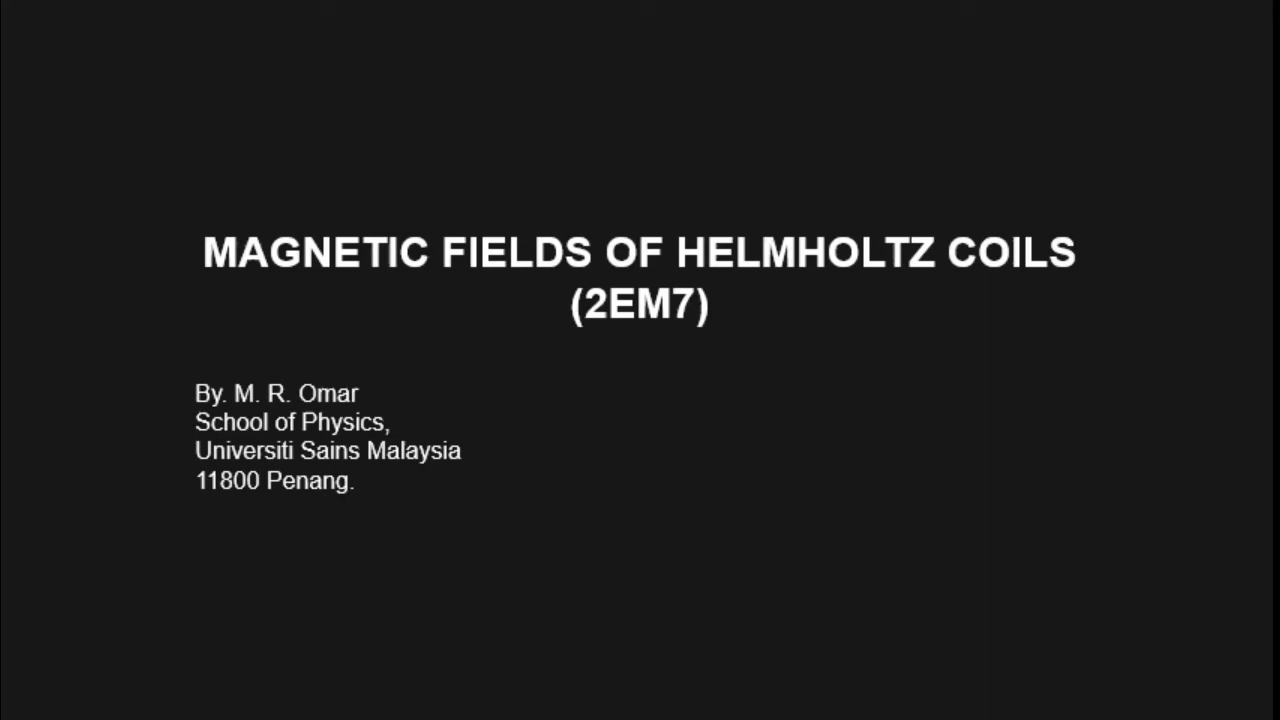 MAGNETIC FIELDS OF HELMHOLTZ COILS
(2EM7)
By. M. R. Omar
School of Physics,
Universiti Sains Malaysia
11800 Penang.